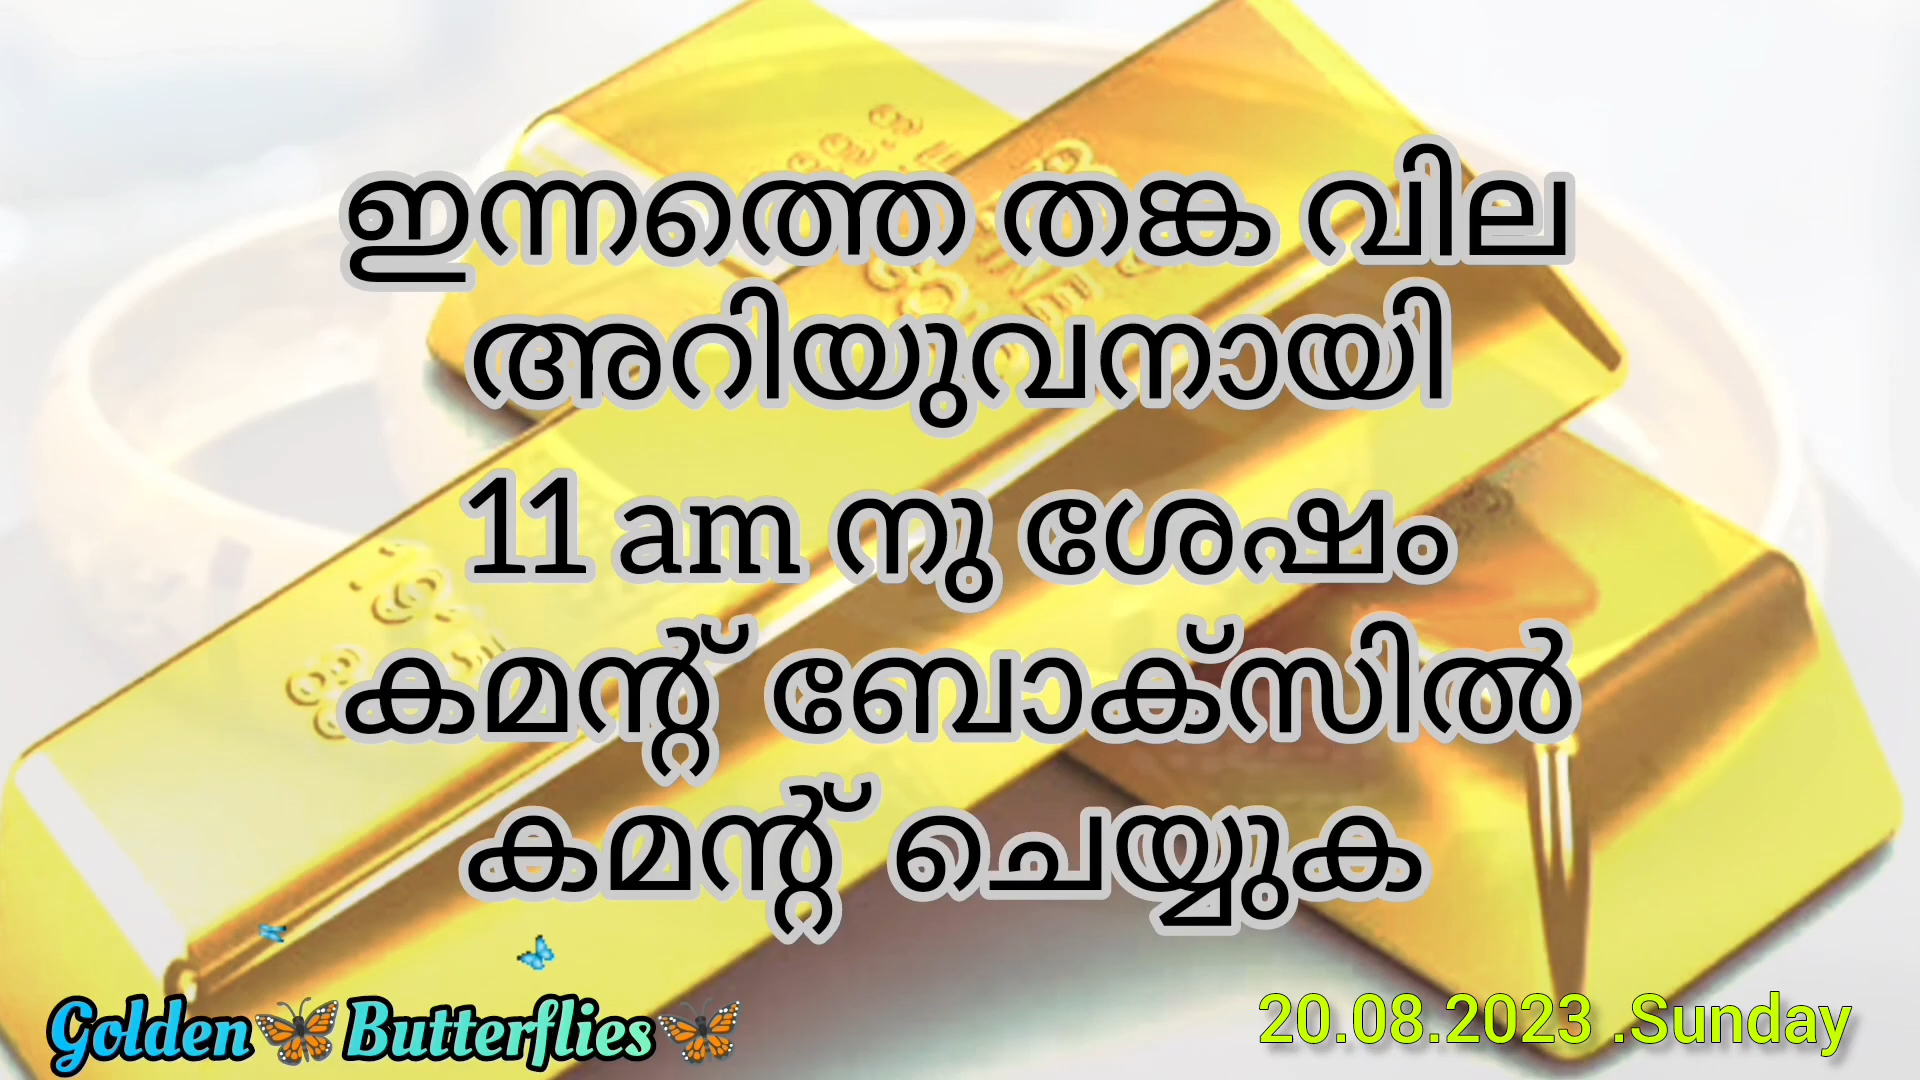 ഇന്നത്തെ തങ്ക വില
അറിയുവനായി
11 am നു ശേഷം
കമന്റ് ബോക്സിൽ
കമന്റ് ചെയ്യുക
Golden🦋Butterflies🦋
20.08.2023 .Sunday